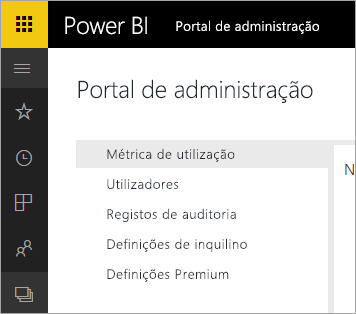 Power BI Portal de administração
Portal de administração
Métrica de utilização
Utilizadores
Registos de auditoria
Definições de inquilino
Definições Premium